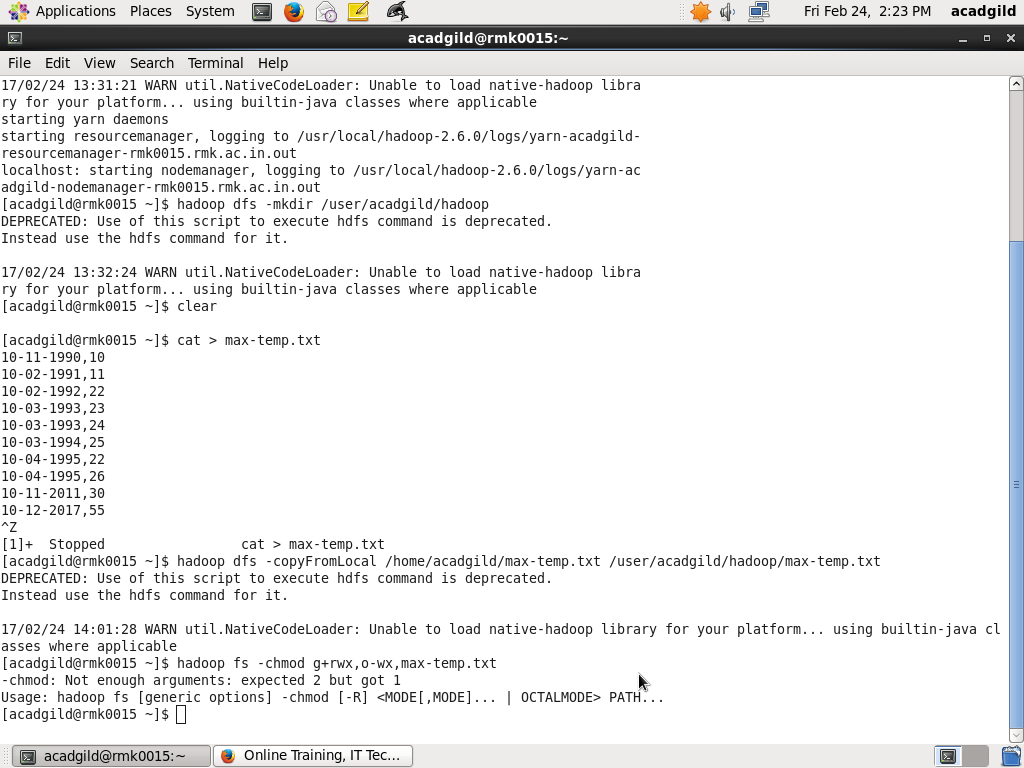 Applications Places System Fri Feb 24, 2:23 PM acadgild
acadgild@rmk0015:~
File Edit View Search Terminal Help
17/02/24 13:31:21 WARN util.NativeCodeLoader: Unable to load native-hadoop libra
ry for your platform... using builtin-java classes where applicable
starting yarn daemons
starting resourcemanager, logging to /usr/local/hadoop-2.6.0/logs/yarn-acadgild-
resourcemanager-rmk0015.rmk.ac.in.out
localhost: starting nodemanager, logging to /usr/local/hadoop-2.6.0/logs/yarn-ac
adgild-nodemanager-rmk0015.rmk.ac.in.out
[acadgild@rmk0015 ~]$ hadoop dfs -mkdir /user/acadgild/hadoop
DEPRECATED: Use of this script to execute hdfs command is deprecated.
Instead use the hdfs command for it.
17/02/24 13:32:24 WARN util.NativeCodeLoader: Unable to load native-hadoop libra
ry for your platform... using builtin-java classes where applicable
[acadgild@rmk0015 ~]$ clear
[acadgild@rmk0015 ~]$ cat > max-temp.txt
10-11-1990,10
10-02-1991,11
10-02-1992,22
10-03-1993,23
10-03-1993,24
10-03-1994,25
10-04-1995,22
10-04-1995,26
10-11-2011,30
10-12-2017,55
^Z
[1]+  Stopped                 cat > max-temp.txt
[acadgild@rmk0015 ~]$ hadoop dfs -copyFromLocal /home/acadgild/max-temp.txt /user/acadgild/hadoop/max-temp.txt
DEPRECATED: Use of this script to execute hdfs command is deprecated.
Instead use the hdfs command for it.
17/02/24 14:01:28 WARN util.NativeCodeLoader: Unable to load native-hadoop library for your platform... using builtin-java cl
asses where applicable
[acadgild@rmk0015 ~]$ hadoop fs -chmod g+rwx,o-wx,max-temp.txt
-chmod: Not enough arguments: expected 2 but got 1
Usage: hadoop fs [generic options] -chmod [-R] <MODE[,MODE]... | OCTALMODE> PATH...
[acadgild@rmk0015 ~]$
acadgild@rmk0015:~ Online Training, IT Tec...